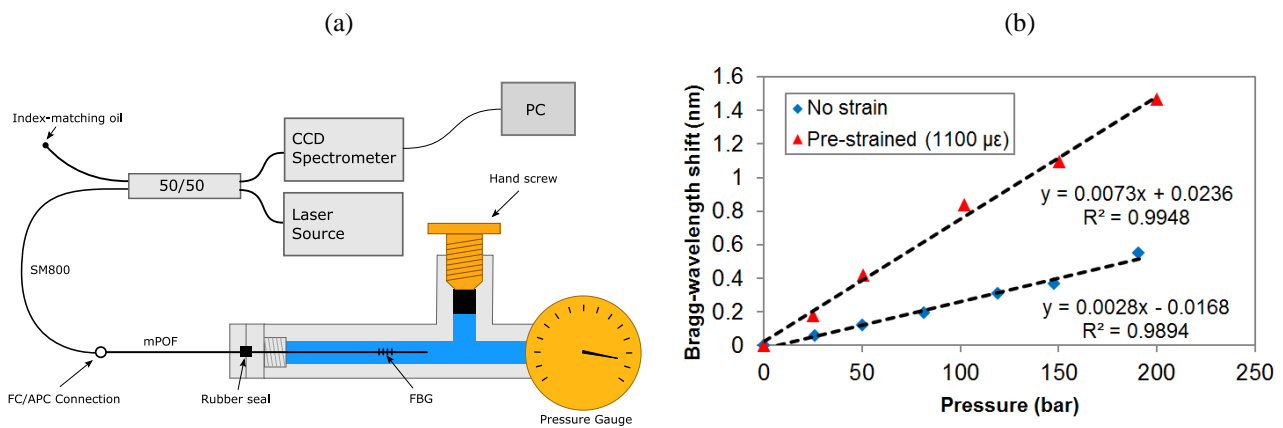 (a)
Index-matching oil
50/50
CCD
Spectrometer
PC
Laser
Source
Hand screw
SM800
mPOF
FC/APC Connection
Rubber seal
FBG
Pressure Gauge
(b)
Bragg-wavelength shift (nm)
1.6
1.4
1.2
1
0.8
0.6
0.4
0.2
0
No strain
Pre-strained (1100 µε)
y = 0.0073x + 0.0236
R² = 0.9948
y = 0.0028x - 0.0168
R² = 0.9894
0 50 100 150 200 250
Pressure (bar)